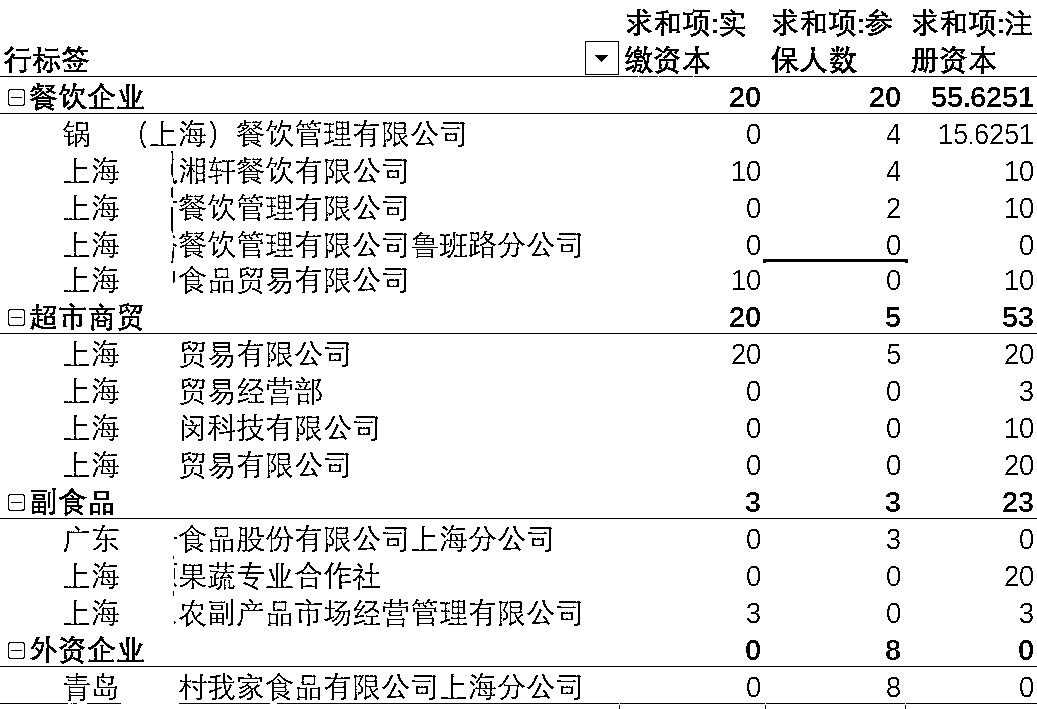 行标签 求和项:实缴资本 求和项:参保人数 求和项:注册资本
餐饮企业 20 20 55.6251
锅 （上海）餐饮管理有限公司 0 4 15.6251
上海 湘轩餐饮有限公司 10 4 10
上海 餐饮管理有限公司 0 2 10
上海 餐饮管理有限公司鲁班路分公司 0 0 0
上海 食品贸易有限公司 10 0 10
超市商贸 20 5 53
上海 贸易有限公司 20 5 20
上海 贸易经营部 0 0 3
上海 闵科技有限公司 0 0 10
上海 贸易有限公司 0 0 20
副食品 3 3 23
广东 食品股份有限公司上海分公司 0 3 0
上海 果蔬专业合作社 0 0 20
上海 农副产品市场经营管理有限公司 3 0 3
外资企业 0 8 0
青岛 村我家食品有限公司上海分公司 0 8 0